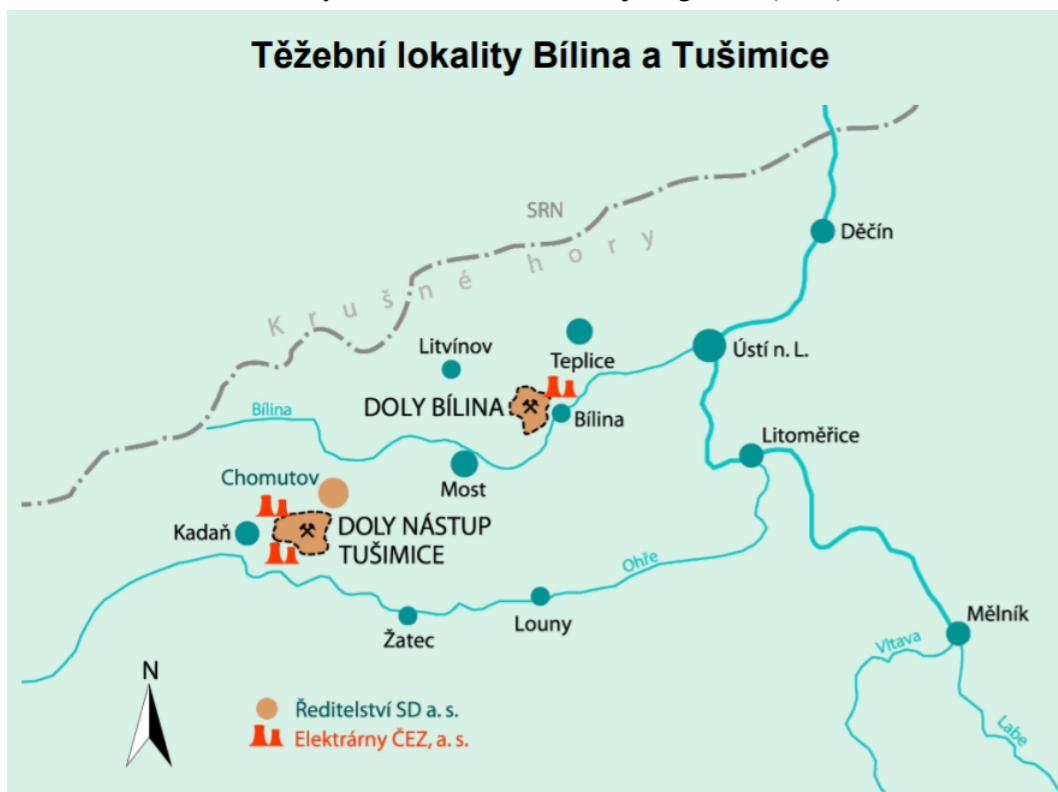 Těžební lokality Bílina a Tušimice
SRN
Krušné hory
Děčín
Litvínov
Teplice
Ústí n. L.
DOLY BÍLINA
Bílina
Bílina
Litoměřice
Chomutov
Most
Kadaň
DOLY NÁSTUP
TUŠIMICE
Ohře
Žatec
Louny
Mělník
Vltava
Labe
N
Ředitelství SD a. s.
Elektrárny ČEZ, a. s.